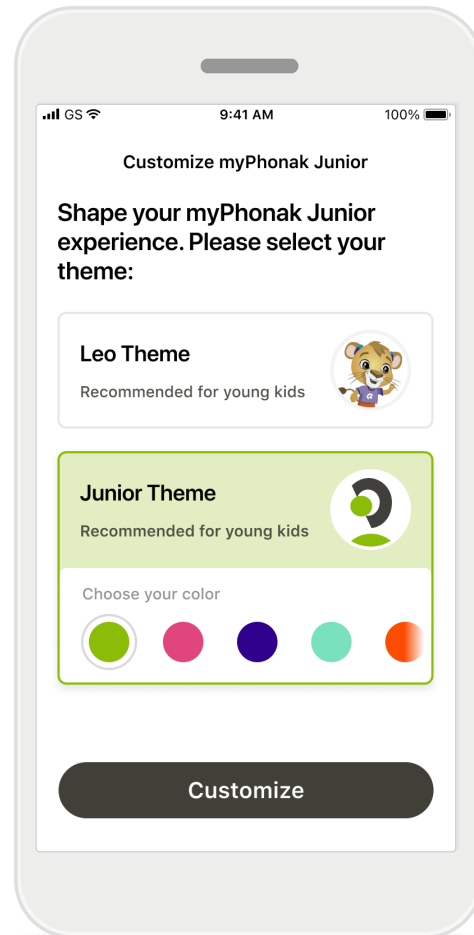 GS 9:41 AM 100%
Customize myPhonak Junior
Shape your myPhonak Junior
experience. Please select your
theme:
Leo Theme
Recommended for young kids
G
Junior Theme
Recommended for young kids
Choose your color
Customize